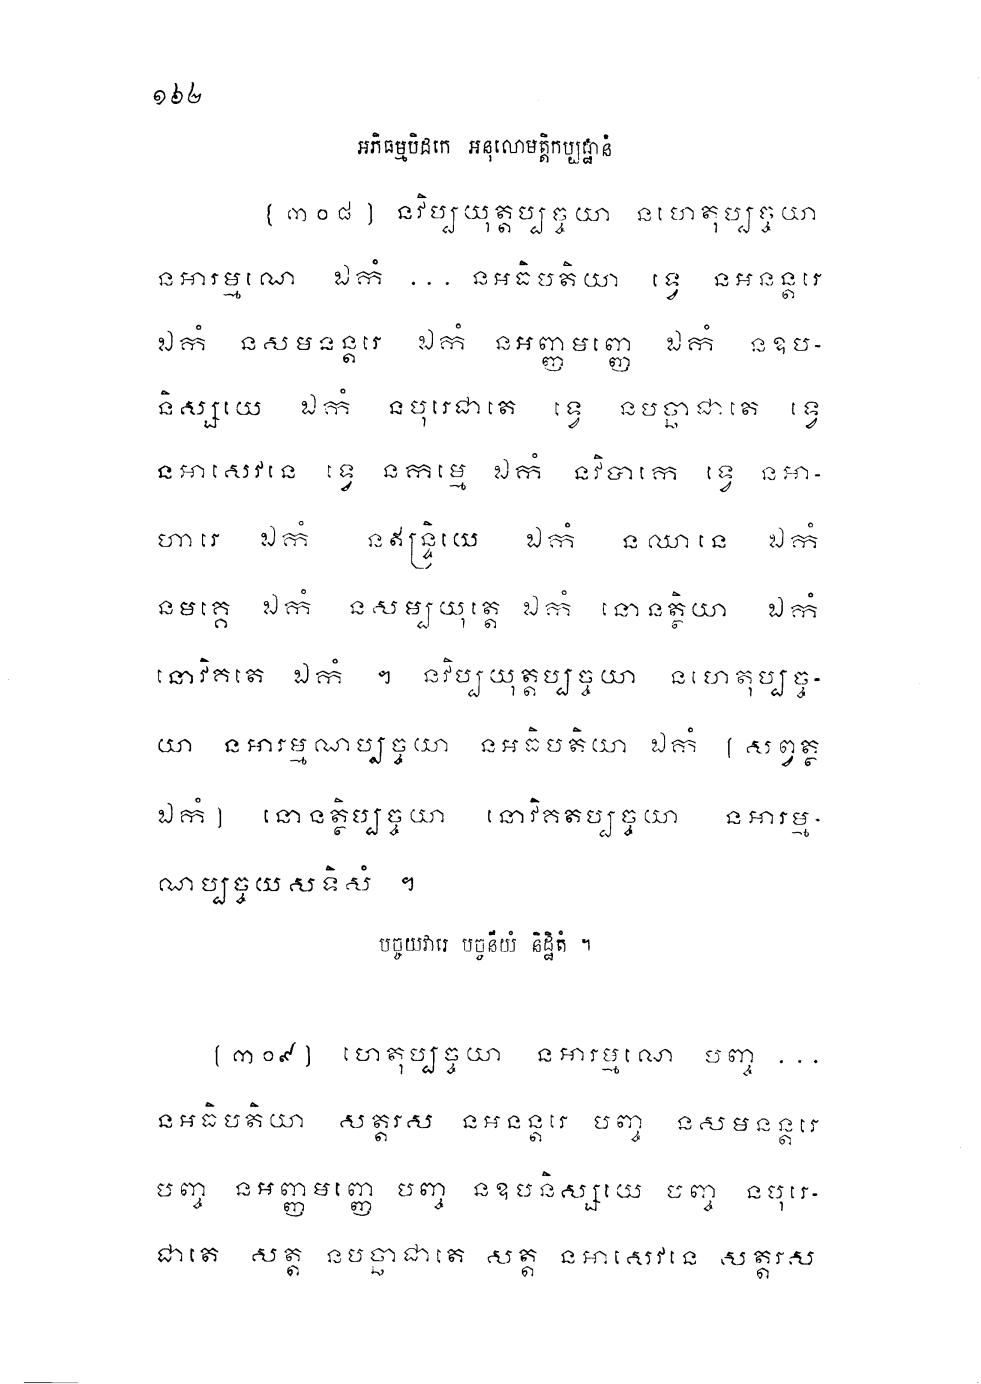 ១៦២
អភិធម្មបិដកេ អនុលោមត្តិកប្បដ្ឋានំ
(៣០៨) នវិប្បយុត្តប្បច្ចយា នហេតុប្បច្ចយា
នអារម្មណេ ឯកំ ... នអធិបតិយា ទ្វេ នអនន្តរេ
ឯកំ នសមនន្តរេ ឯកំ នអញ្ញមញ្ញេ ឯកំ នឧប-
និស្សយេ ឯកំ នបុរេជាតេ ទ្វេ នបច្ឆាជាតេ ទ្វេ
នអាសេវនេ ទ្វេ នកម្មេ ឯកំ នវិបាកេ ទ្វេ នអា-
ហារេ ឯកំ នឥន្ទ្រិយេ ឯកំ នឈានេ ឯកំ
នមគ្គេ ឯកំ នសម្បយុត្តេ ឯកំ នោនត្ថិយា ឯកំ
នោវិគតេ ឯកំ ។ នវិប្បយុត្តប្បច្ចយា នហេតុប្បច្ច-
យា នអារម្មណប្បច្ចយា នអធិបតិយា ឯកំ (សព្វត្ថ
ឯកំ) នោនត្ថិប្បច្ចយា នោវិគតប្បច្ចយា នអារម្ម-
ណប្បច្ចយសទិសំ ។
បច្ចយវារេ បច្ចនីយំ និដ្ឋិតំ ។
(៣០៩) ហេតុប្បច្ចយា នអារម្មណេ បញ្ច ...
នអធិបតិយា សត្តរស នអនន្តរេ បញ្ច នសមនន្តរេ
បញ្ច នអញ្ញមញ្ញេ បញ្ច នឧបនិស្សយេ បញ្ច នបុរេ-
ជាតេ សត្ត នបច្ឆាជាតេ សត្ត នអាសេវនេ សត្តរស